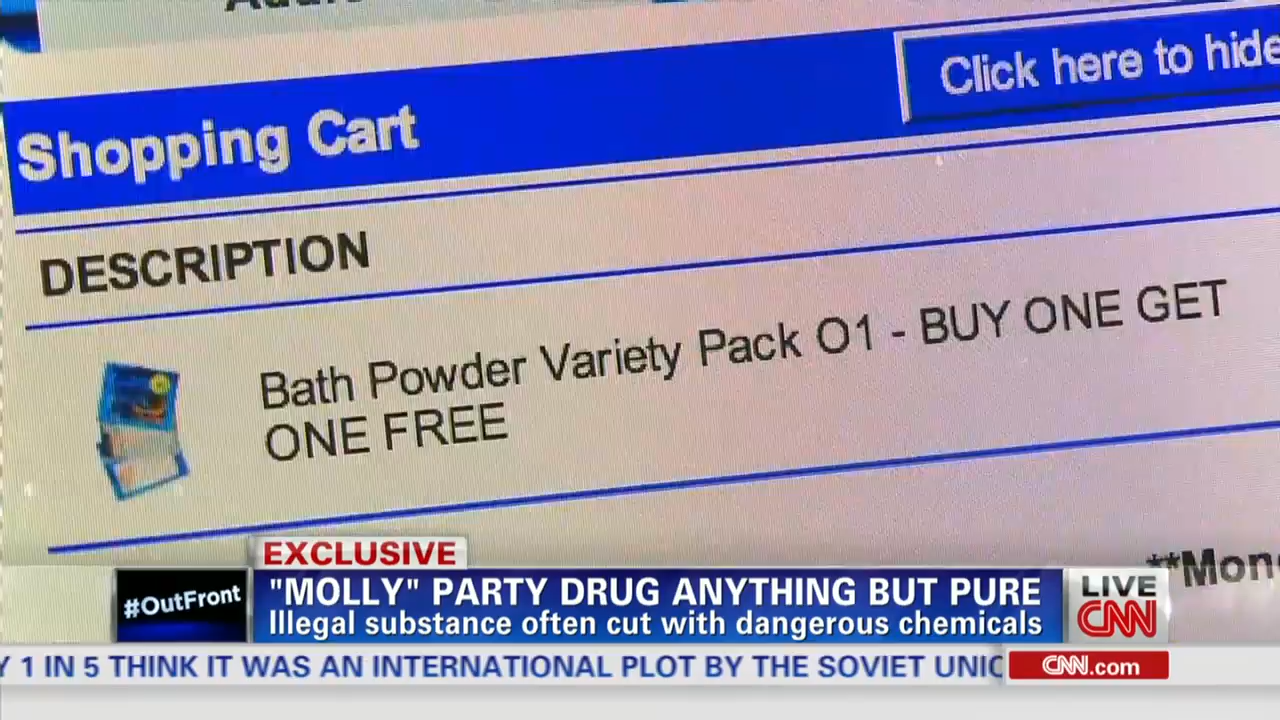 Click here to hide
Shopping Cart
DESCRIPTION
Bath Powder Variety Pack O1 - BUY ONE GET
ONE FREE
**Mon
EXCLUSIVE
#OutFront
"MOLLY" PARTY DRUG ANYTHING BUT PURE
Illegal substance often cut with dangerous chemicals
LIVE
CNN
Y 1 IN 5 THINK IT WAS AN INTERNATIONAL PLOT BY THE SOVIET UNIO
CNN.com